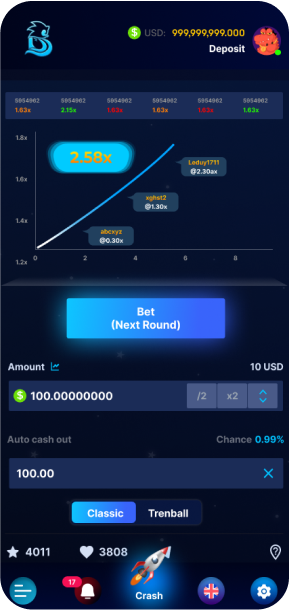 USD: 999,999,999.000
Deposit
5954962 5954962 5954962 5954962 5954962 5954962
1.63x 2.15x 1.63x 1.63x 1.63x 1.63x
1.8x
2.58x
Leduy1711
@2.30ax
1.6x
xghst2
@1.30x
1.4x
abcxyz
@0.30x
0 2 4 6 8
1.2x
Bet
(Next Round)
Amount 10 USD
100.00000000 /2 x2
Auto cash out Chance 0.99%
100.00
Classic Trenball
4011 3808
17
Crash